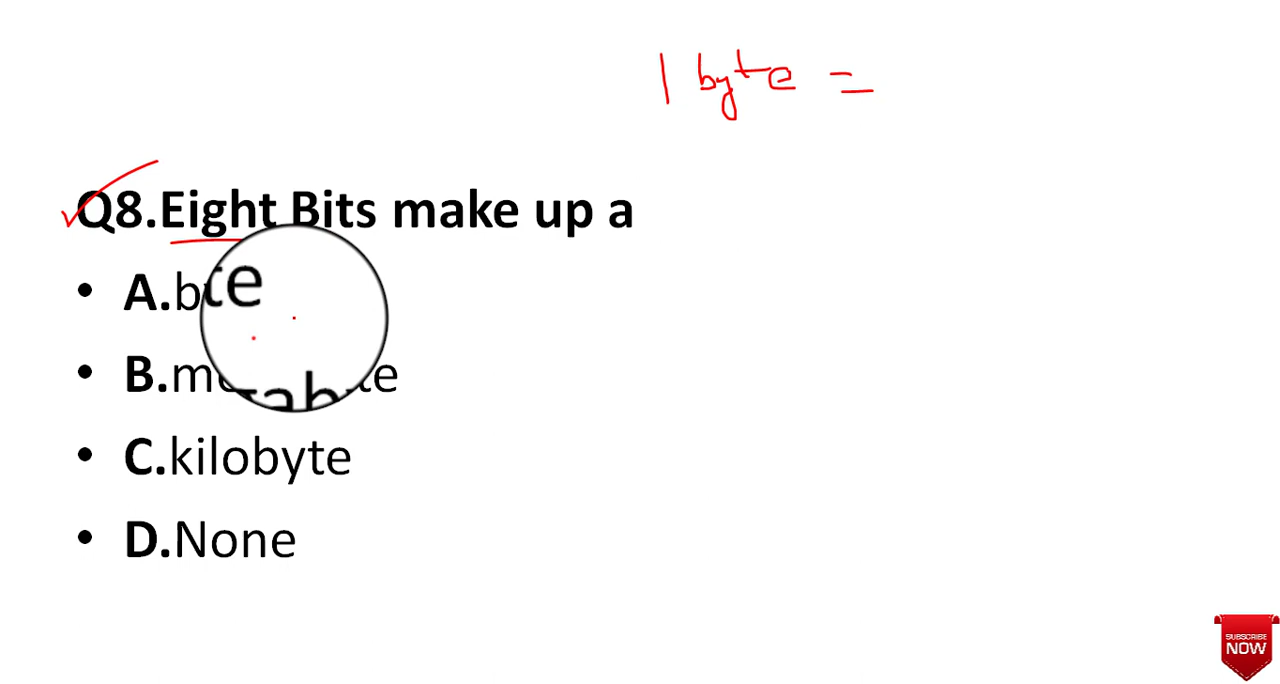 1 byte =
Q8.Eight Bits make up a
• A.
• B.
• C.kilobyte
• D.None
SUBSCRIBE
NOW